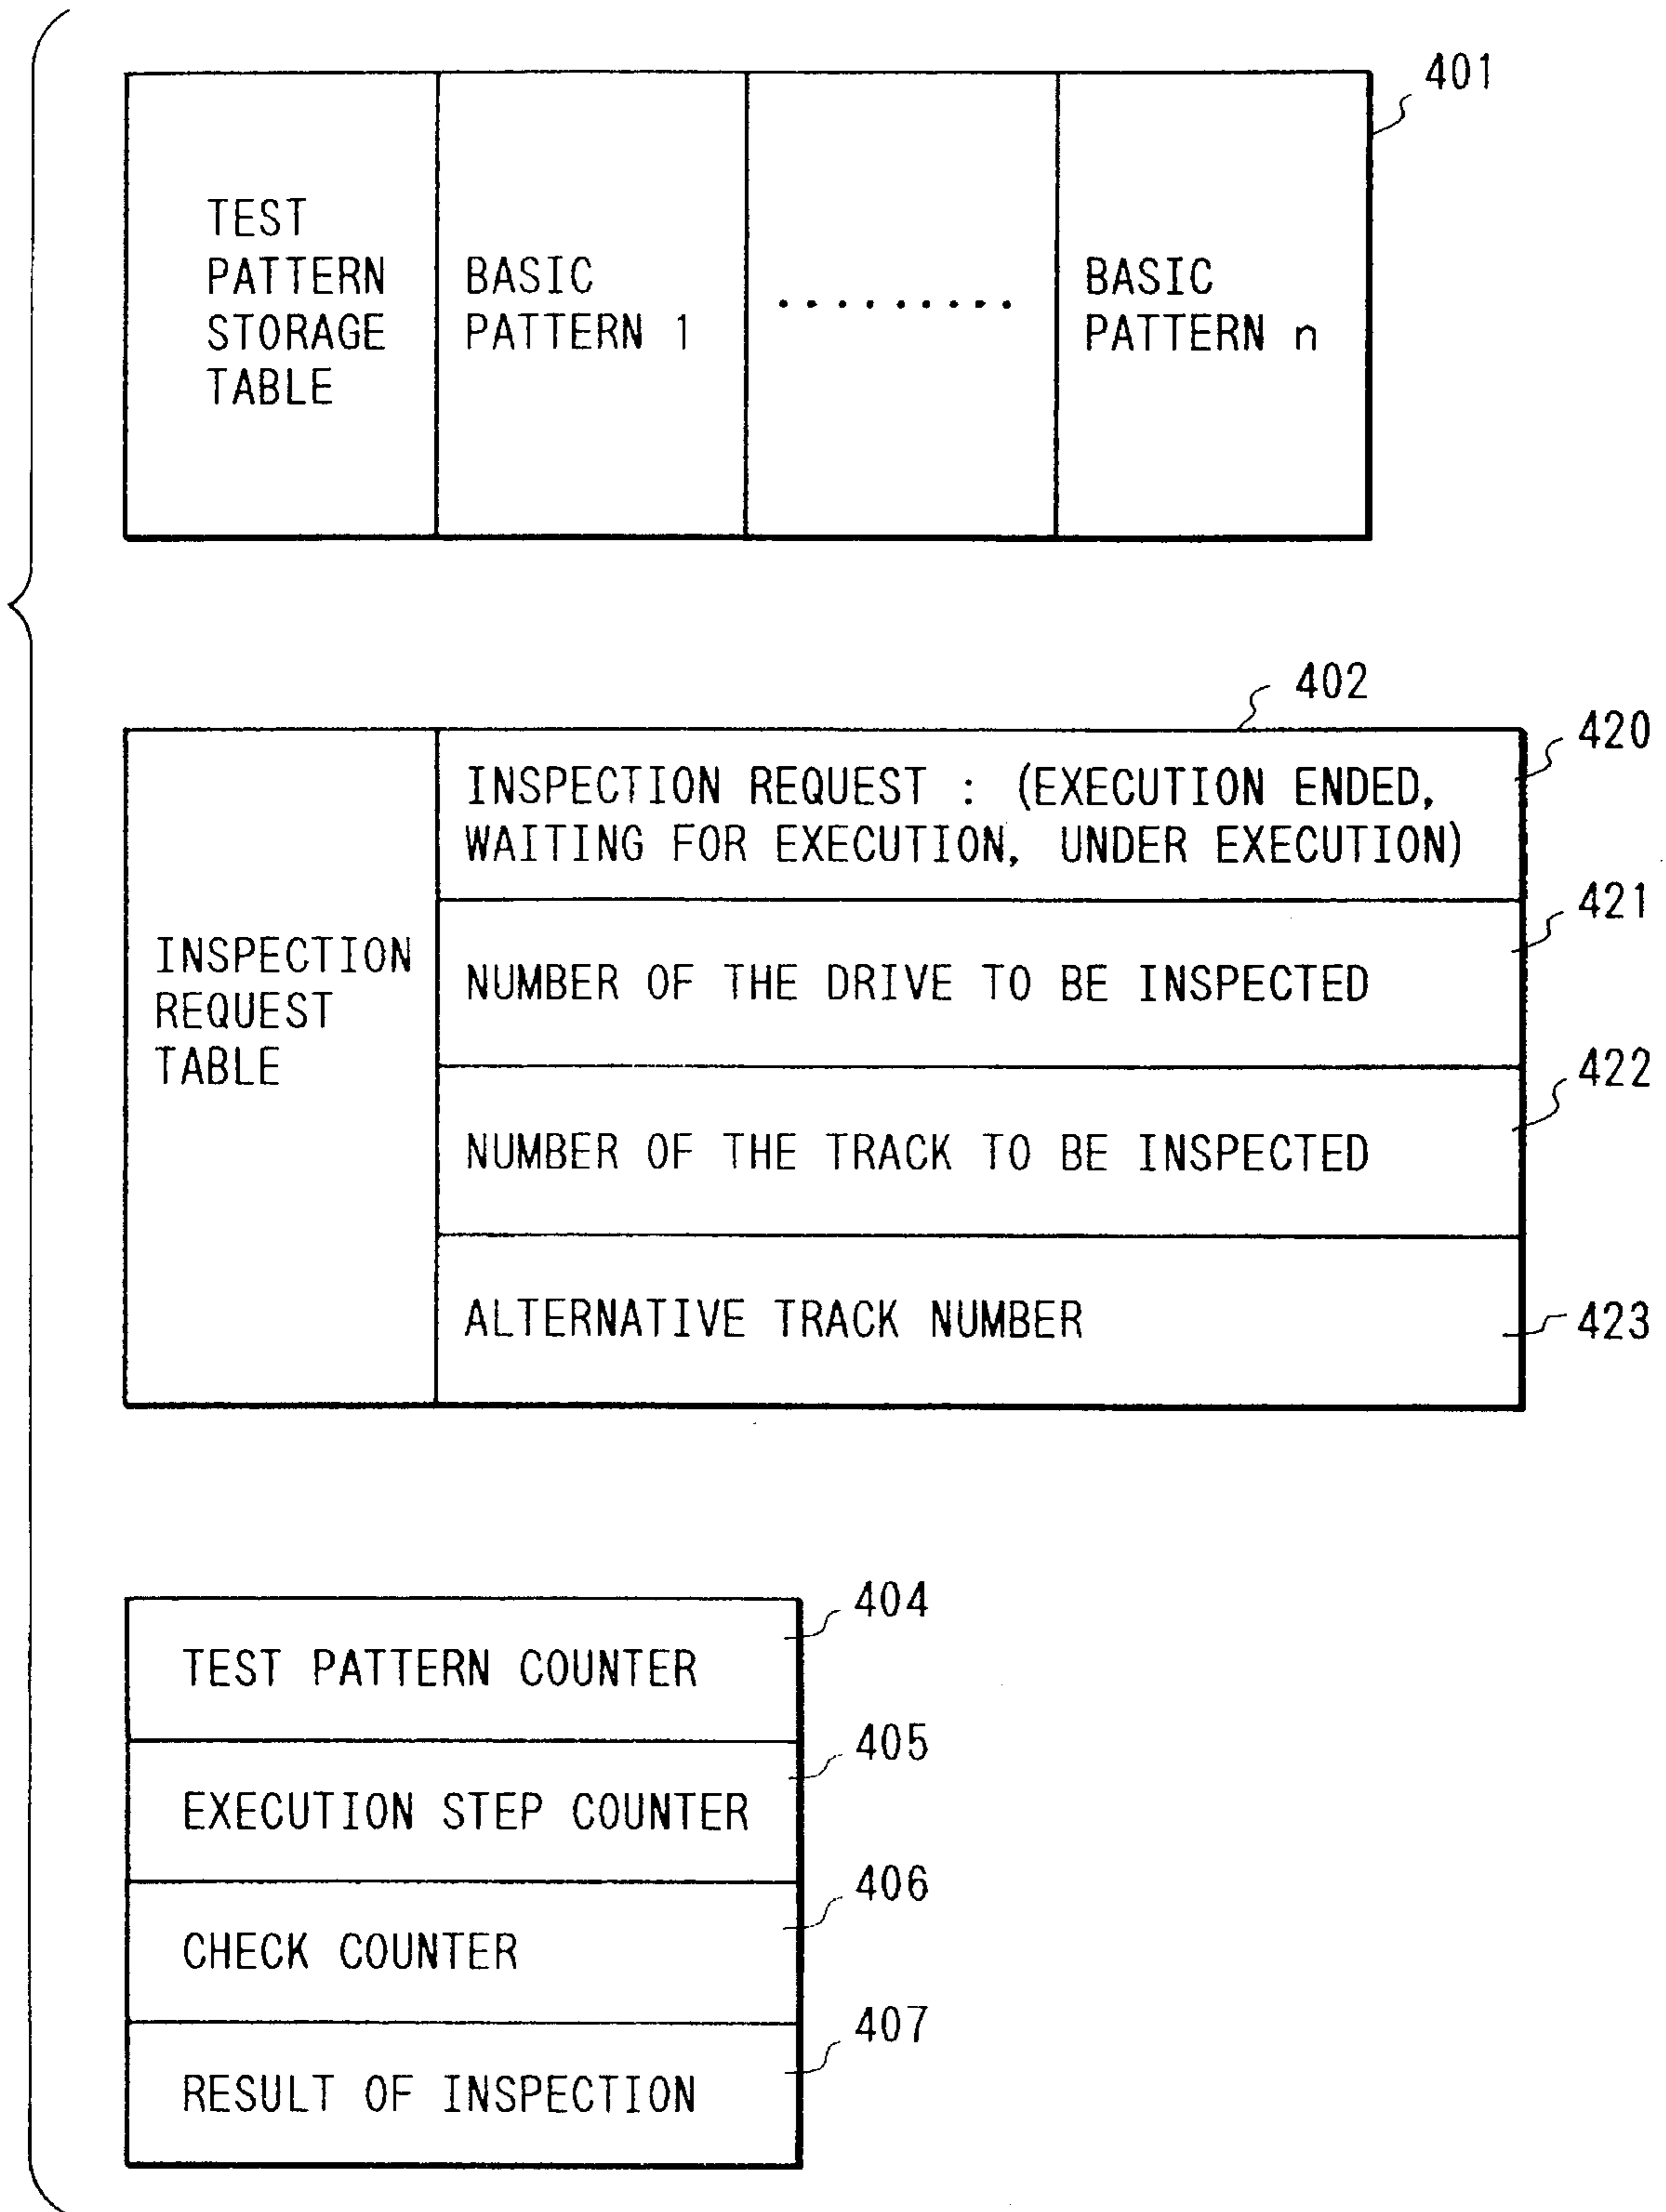 401
TEST
PATTERN
STORAGE
TABLE
BASIC
PATTERN 1
.........
BASIC
PATTERN n
402
420
INSPECTION REQUEST : (EXECUTION ENDED,
WAITING FOR EXECUTION, UNDER EXECUTION)
421
INSPECTION
REQUEST
TABLE
NUMBER OF THE DRIVE TO BE INSPECTED
422
NUMBER OF THE TRACK TO BE INSPECTED
ALTERNATIVE TRACK NUMBER
423
404
TEST PATTERN COUNTER
405
EXECUTION STEP COUNTER
406
CHECK COUNTER
407
RESULT OF INSPECTION